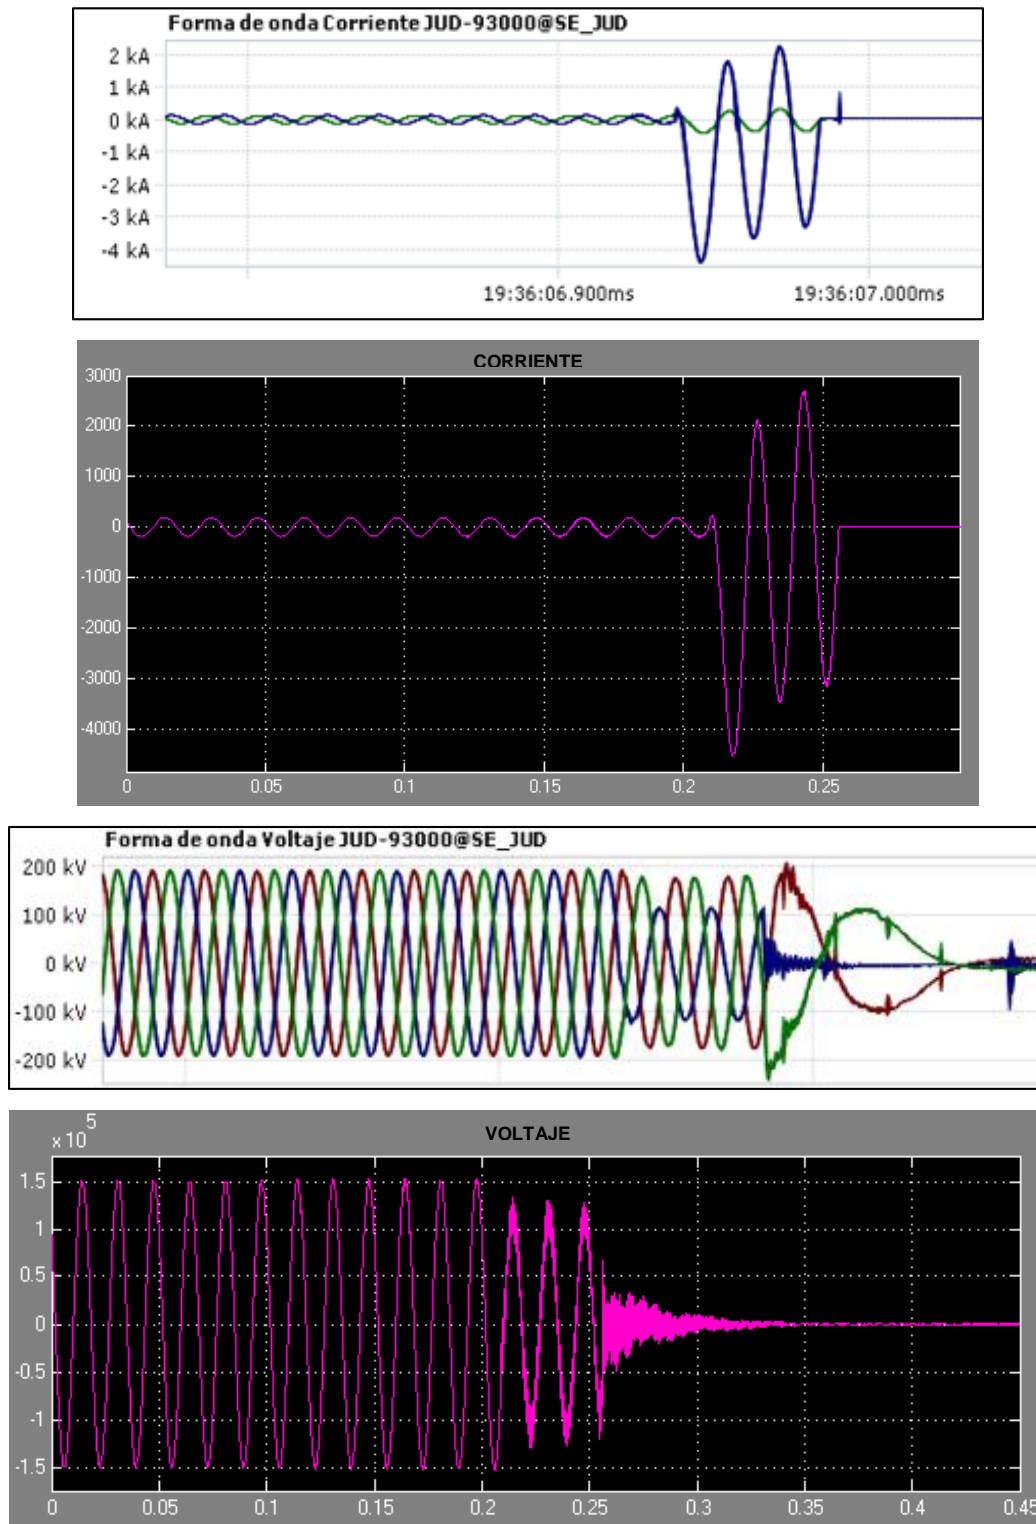 Forma de onda Corriente JUD-93000@SE_JUD
2 kA
1 kA
0 kA
-1 kA
-2 kA
-3 kA
-4 kA
19:36:06.900ms 19:36:07.000ms
CORRIENTE
3000
2000
1000
0
-1000
-2000
-3000
-4000
0 0.05 0.1 0.15 0.2 0.25
Forma de onda Voltaje JUD-93000@SE_JUD
200 kV
100 kV
0 kV
-100 kV
-200 kV
x 10^5
VOLTAJE
1.5
1
0.5
0
-0.5
-1
-1.5
0 0.05 0.1 0.15 0.2 0.25 0.3 0.35 0.4 0.45